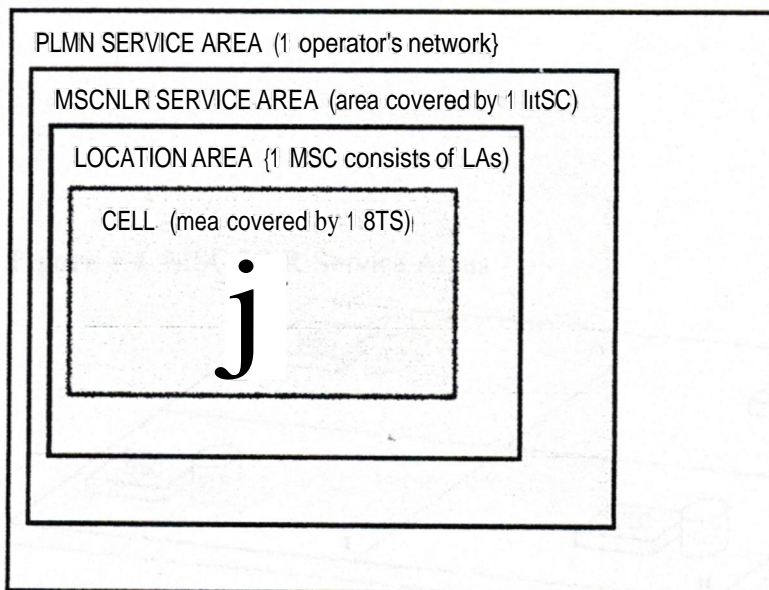 PLMN SERVICE AREA (1 operator's network}
MSCNLR SERVICE AREA (area covered by 1 lıtSC)
LOCATION AREA {1 MSC consists of LAs)
CELL (mea covered by 1 8TS)
j